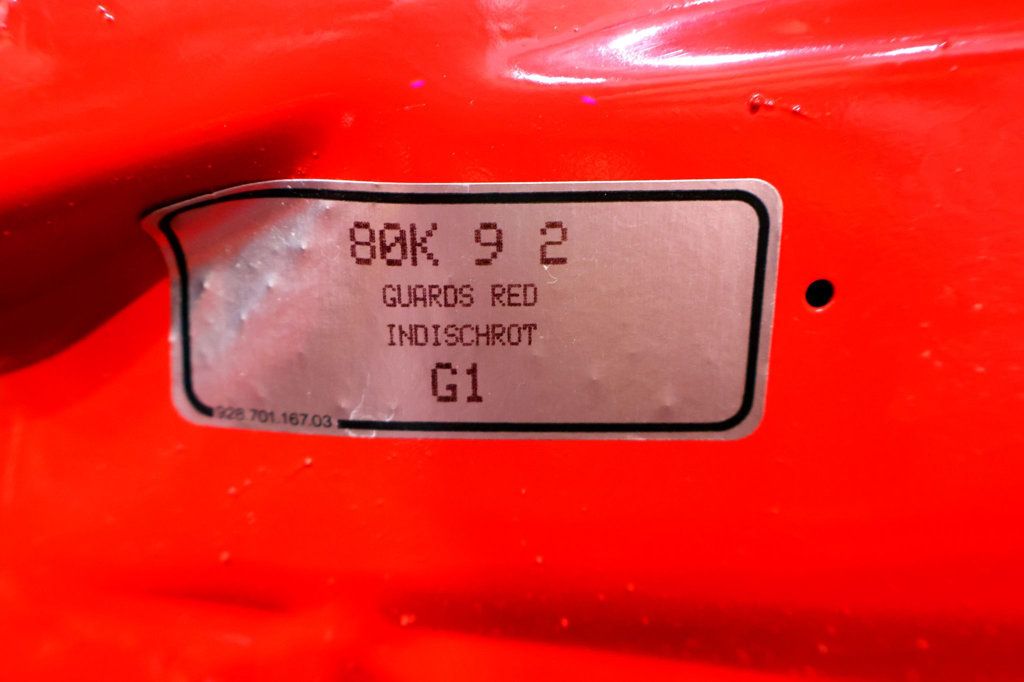 80K 9 2
GUARDS RED
INDISCHROT
G1
928.701.167.03